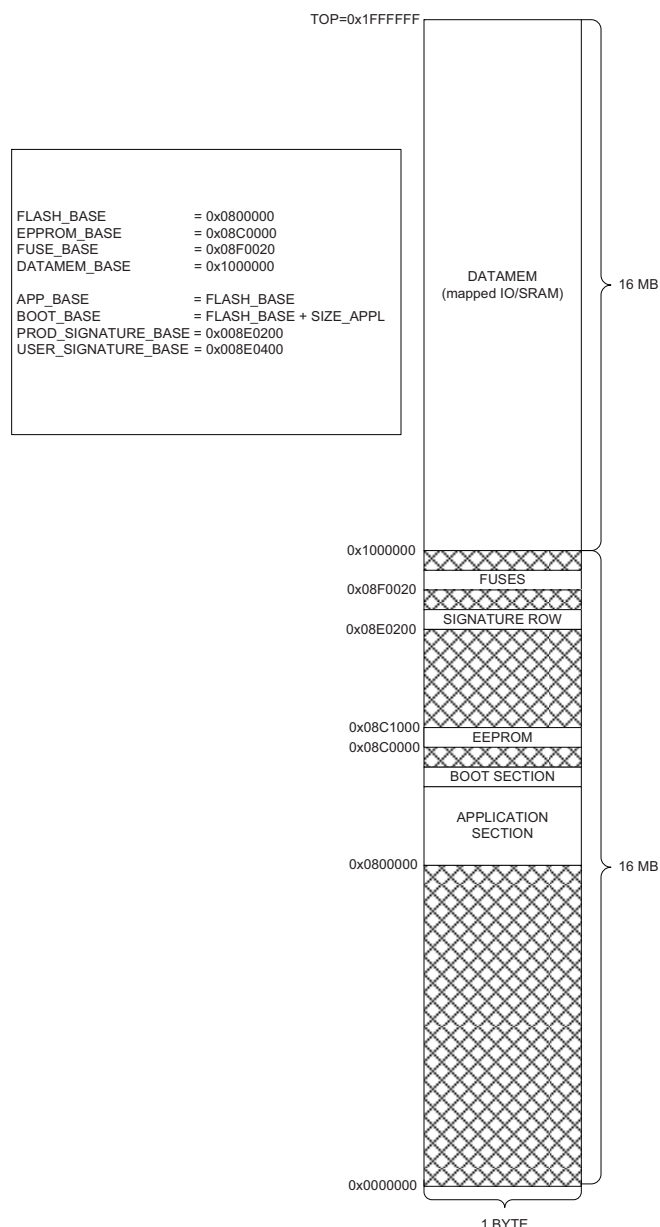 TOP=0x1FFFFFF
FLASH_BASE = 0x0800000
EPPROM_BASE = 0x08C0000
FUSE_BASE = 0x08F0020
DATAMEM_BASE = 0x1000000
APP_BASE = FLASH_BASE
BOOT_BASE = FLASH_BASE + SIZE_APPL
PROD_SIGNATURE_BASE = 0x008E0200
USER_SIGNATURE_BASE = 0x008E0400
DATAMEM
(mapped IO/SRAM)
16 MB
0x1000000
FUSES
0x08F0020
SIGNATURE ROW
0x08E0200
0x08C1000
EEPROM
0x08C0000
BOOT SECTION
APPLICATION
SECTION
0x0800000
16 MB
0x0000000
1 BYTE